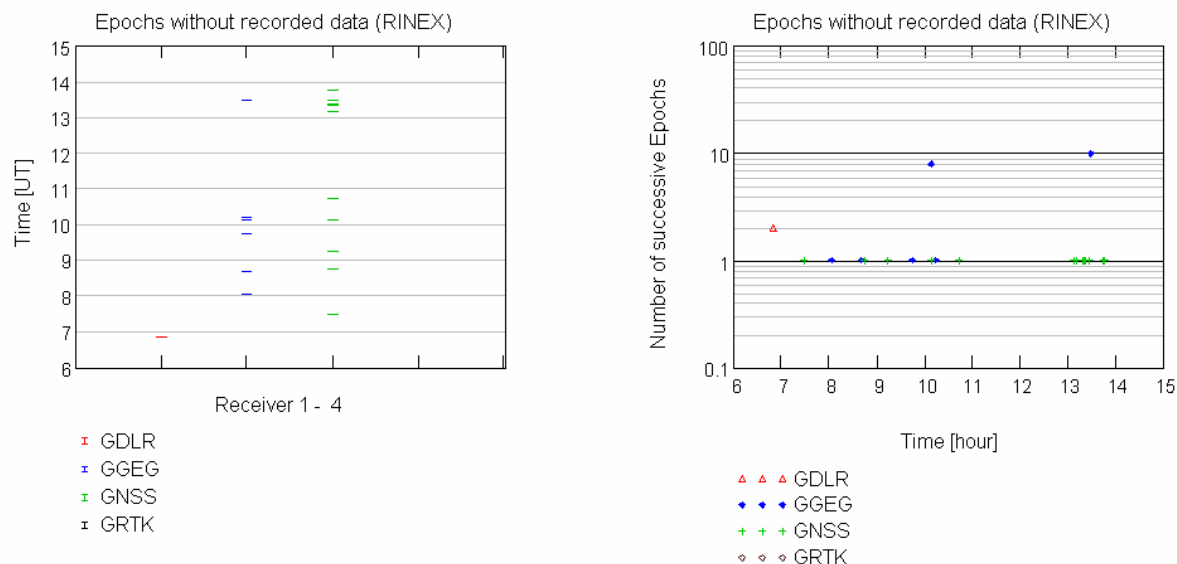 Epochs without recorded data (RINEX)
15
14
13
12
11
10
9
8
7
6
Time [UT]
Receiver 1 - 4
GDLR
GGEG
GNSS
GRTK
Epochs without recorded data (RINEX)
100
10
1
0.1
Number of successive Epochs
6 7 8 9 10 11 12 13 14 15
Time [hour]
GDLR
GGEG
GNSS
GRTK